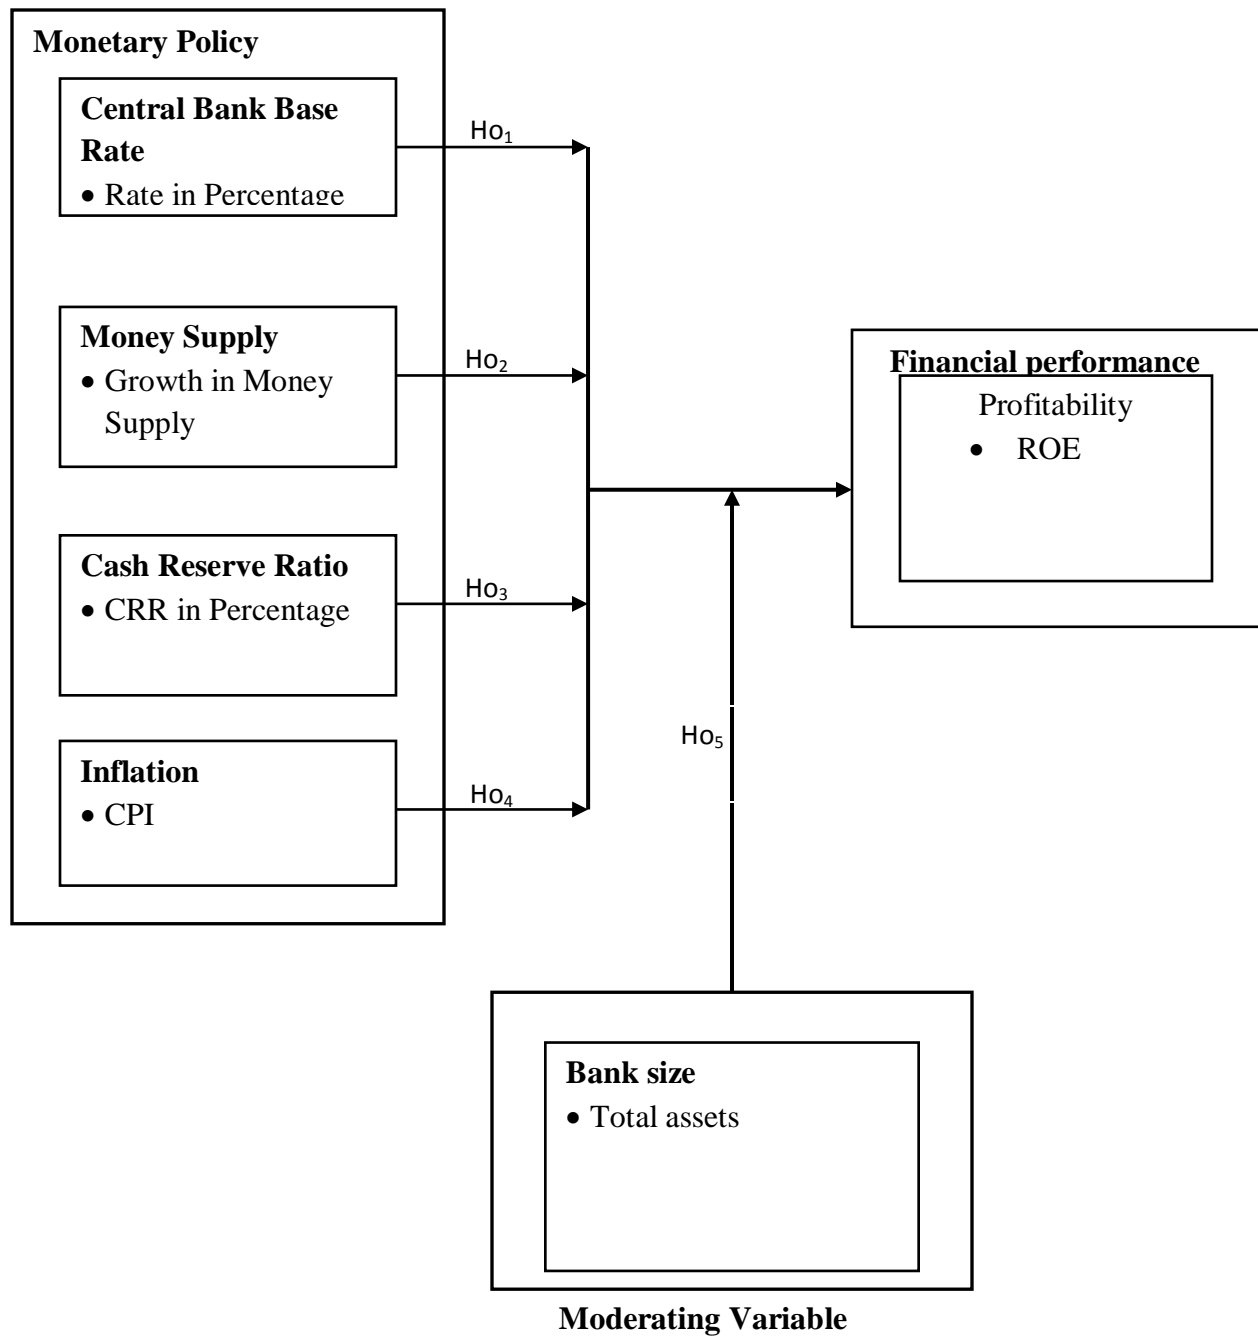 Monetary Policy
Central Bank Base
Rate
• Rate in Percentage
Ho₁
Money Supply
• Growth in Money
Supply
Ho₂
Cash Reserve Ratio
• CRR in Percentage
Ho₃
Inflation
• CPI
Ho₄
Financial performance
Profitability
• ROE
Ho₅
Bank size
• Total assets
Moderating Variable